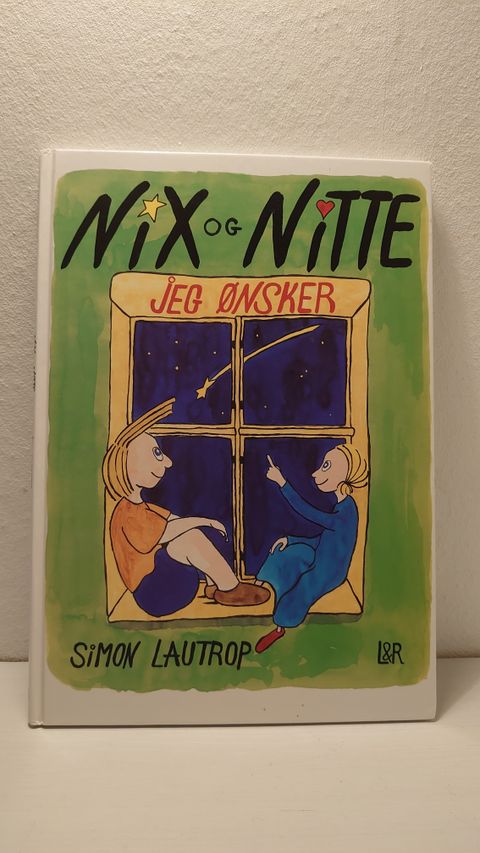 NiX OG NiTTE
JEG ØNSKER
SiMON LAUTROP
L&R